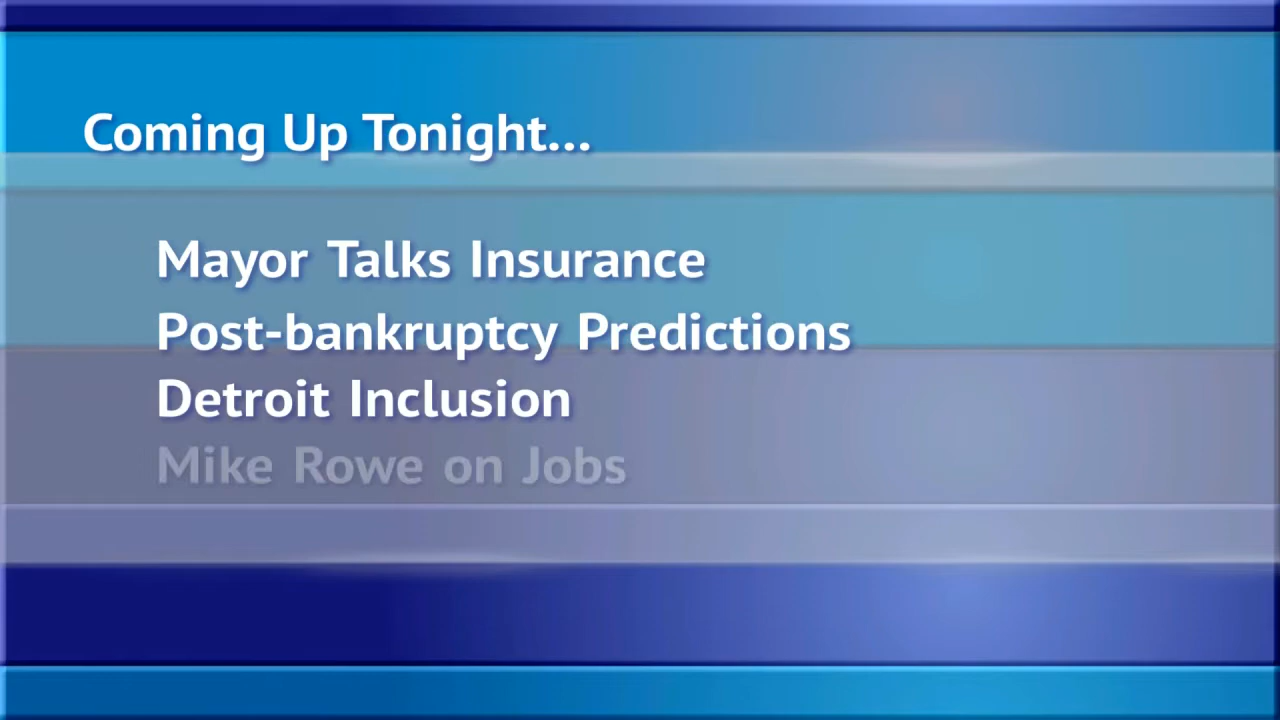 Coming Up Tonight...
Mayor Talks Insurance
Post-bankruptcy Predictions
Detroit Inclusion
Mike Rowe on Jobs